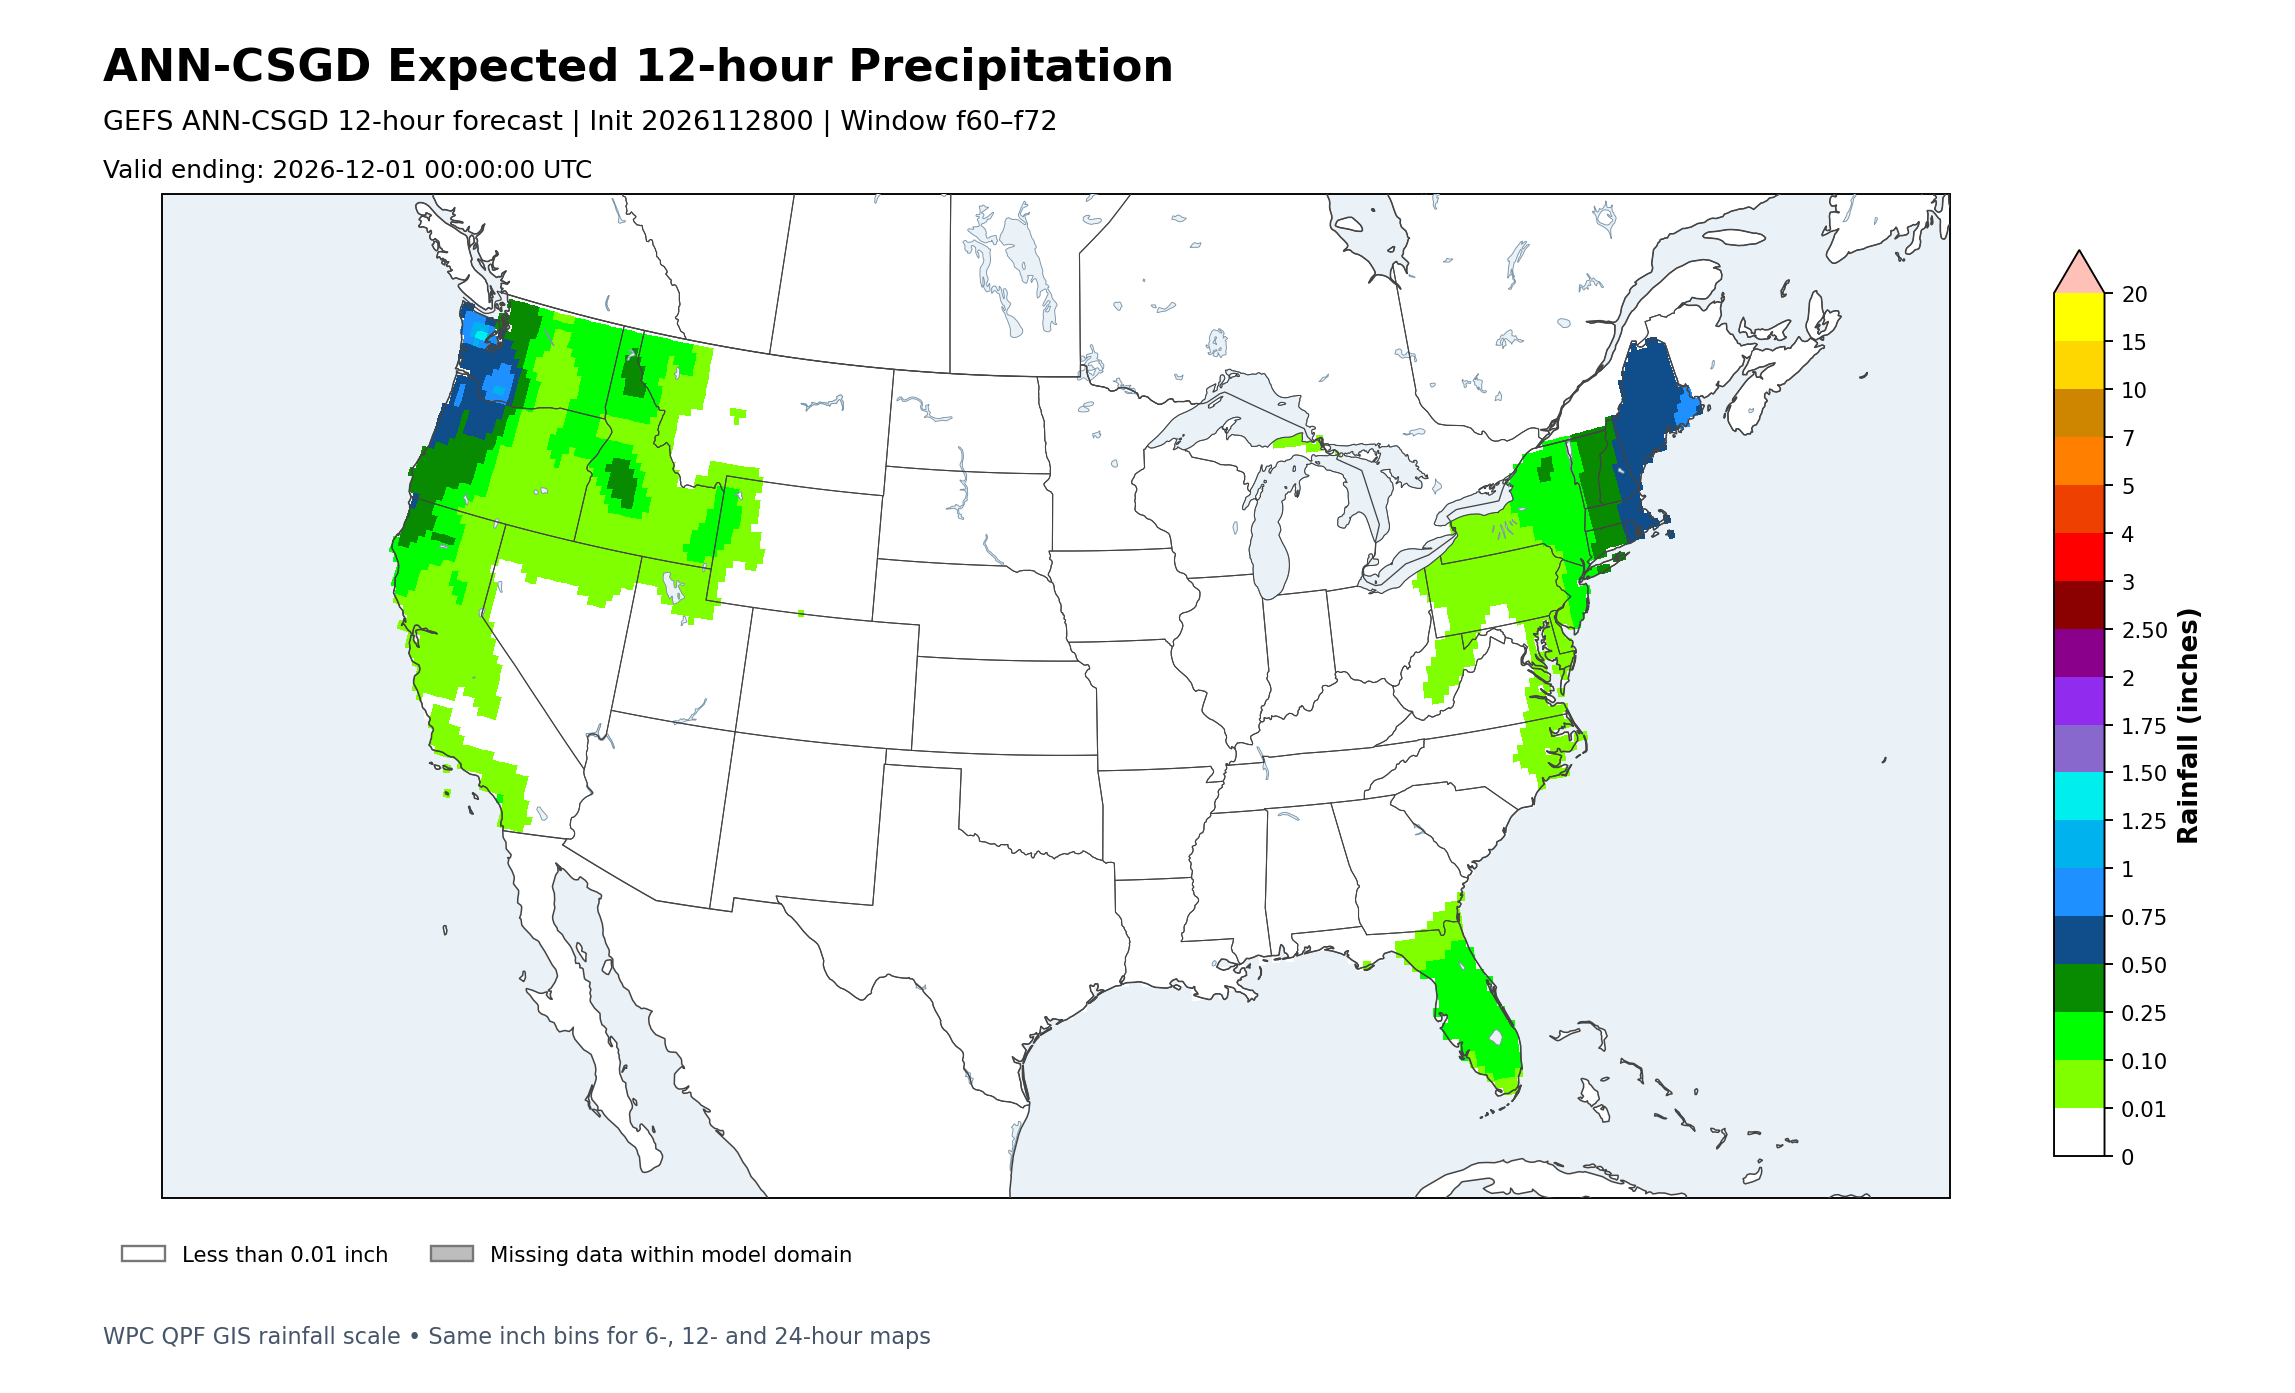 ANN-CSGD Expected 12-hour Precipitation
GEFS ANN-CSGD 12-hour forecast | Init 2026112800 | Window f60–f72
Valid ending: 2026-12-01 00:00:00 UTC
20
15
10
7
5
4
3
2.50
2
1.75
1.50
1.25
1
0.75
0.50
0.25
0.10
0.01
0
Rainfall (inches)
Less than 0.01 inch
Missing data within model domain
WPC QPF GIS rainfall scale • Same inch bins for 6-, 12- and 24-hour maps